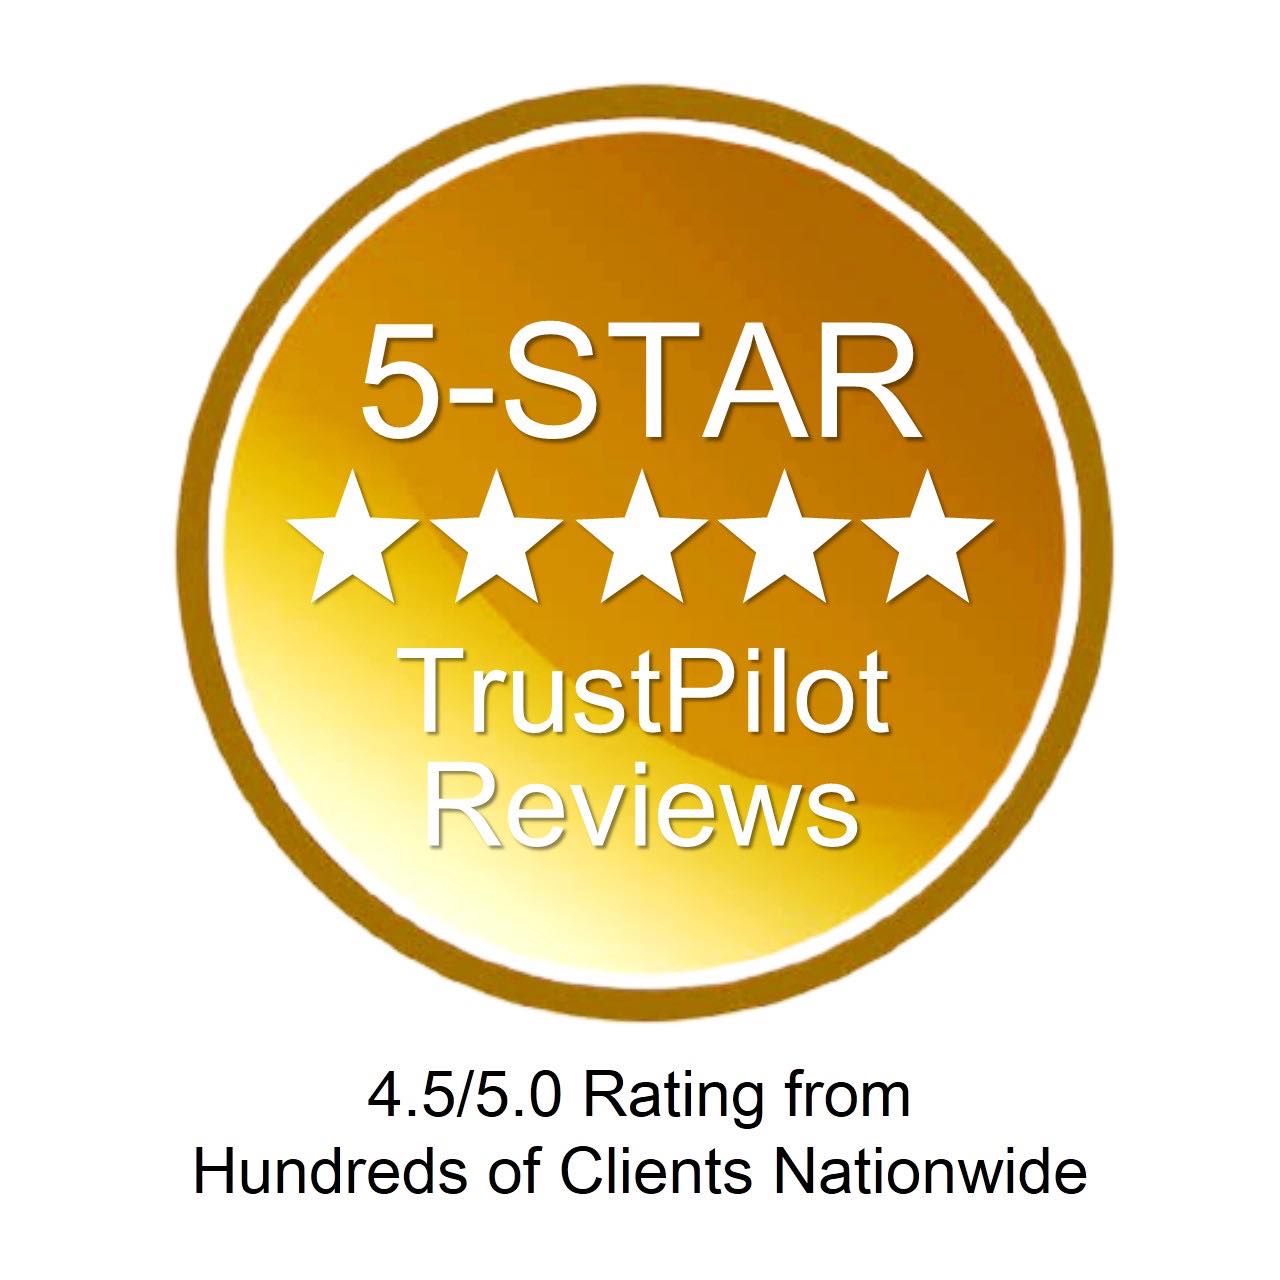 5-STAR
TrustPilot
Reviews
4.5/5.0 Rating from
Hundreds of Clients Nationwide